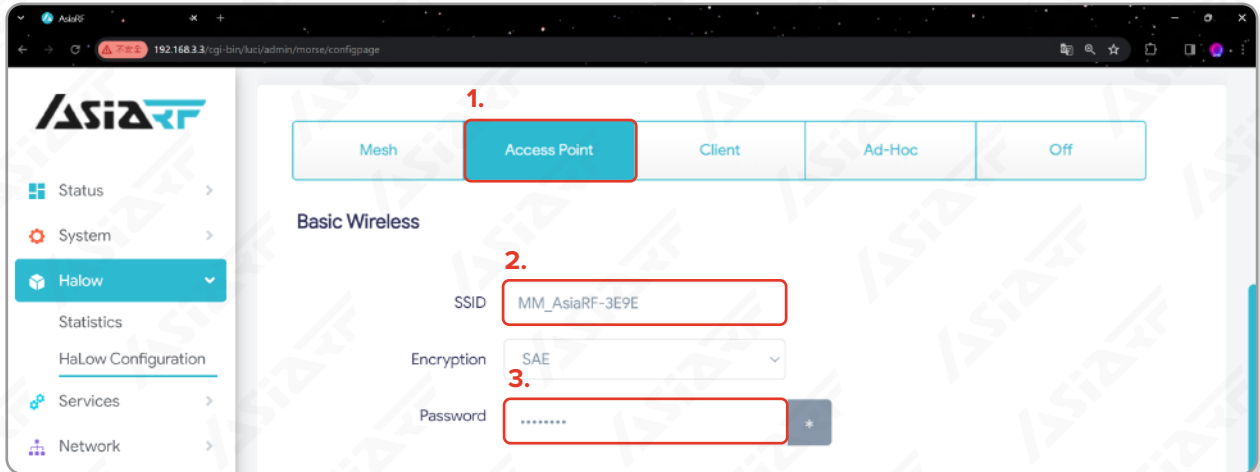 AsiaRF
不安全 192.168.3.3/cgi-bin/luci/admin/morse/configpage
AsiaRF
1.
Mesh Access Point Client Ad-Hoc Off
Status
System
Halow
Statistics
HaLow Configuration
Services
Network
Basic Wireless
2.
SSID MM_AsiaRF-3E9E
Encryption SAE
3.
Password ········ *